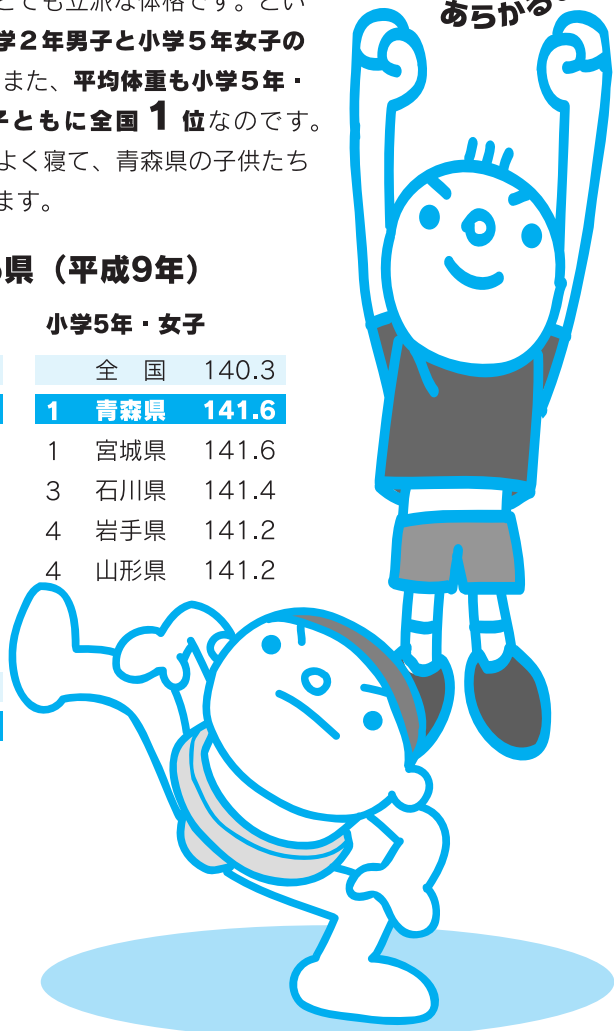 とても立派な体格です。とい
学２年男子と小学５年女子の
また、平均体重も小学５年・
子ともに全国１位なのです。
よく寝て、青森県の子供たち
ます。
あらかる
県（平成9年）
小学5年・女子
全　国　140.3
1　青森県　141.6
1　宮城県　141.6
3　石川県　141.4
4　岩手県　141.2
4　山形県　141.2